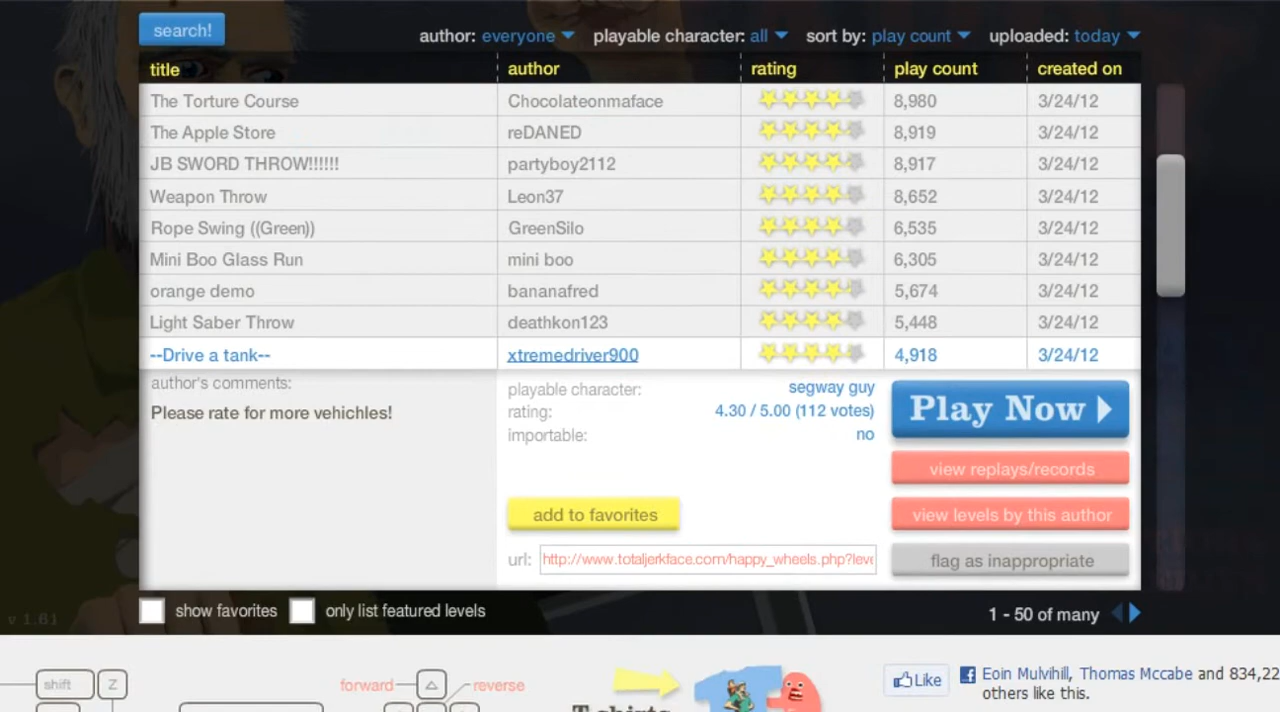 search!
author: everyone playable character: all sort by: play count uploaded: today
title author rating play count created on
The Torture Course Chocolateonmaface 8,980 3/24/12
The Apple Store reDANED 8,919 3/24/12
JB SWORD THROW!!!!!! partyboy2112 8,917 3/24/12
Weapon Throw Leon37 8,652 3/24/12
Rope Swing ((Green)) GreenSilo 6,535 3/24/12
Mini Boo Glass Run mini boo 6,305 3/24/12
orange demo bananafred 5,674 3/24/12
Light Saber Throw deathkon123 5,448 3/24/12
--Drive a tank-- xtremedriver900 4,918 3/24/12
author's comments:
Please rate for more vehichles!
playable character: segway guy
rating: 4.30 / 5.00 (112 votes)
importable: no
add to favorites
url: http://www.totaljerkface.com/happy_wheels.php?leve
Play Now
view replays/records
view levels by this author
flag as inappropriate
show favorites only list featured levels
1 - 50 of many
v 1.61
shift Z
forward reverse
Like
Eoin Mulvihill, Thomas Mccabe and 834,22
others like this.